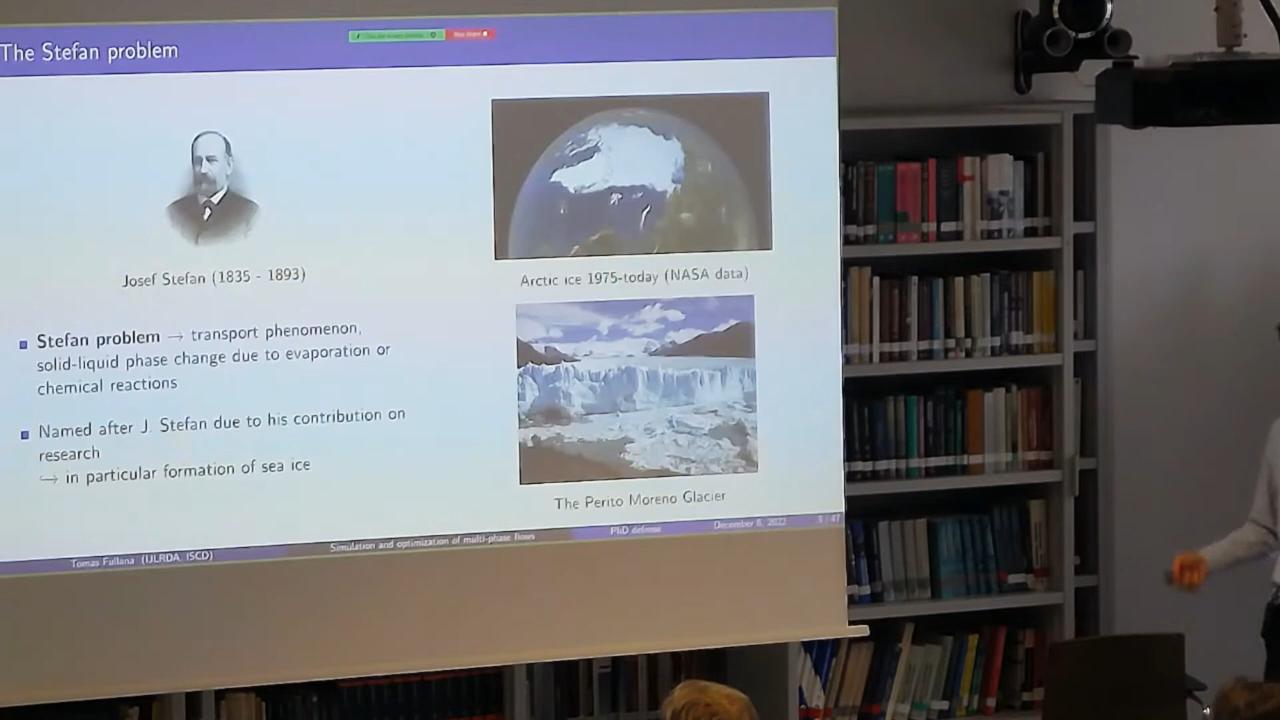 The Stefan problem
Josef Stefan (1835 - 1893)
Arctic ice 1975-today (NASA data)
Stefan problem → transport phenomenon,
solid-liquid phase change due to evaporation or
chemical reactions
Named after J. Stefan due to his contribution on
research
↪ in particular formation of sea ice
The Perito Moreno Glacier
Tomas Fullana (IJLRDA, ISCD)
Simulation and optimization of multi-phase flows
PhD defense
December 6, 2022